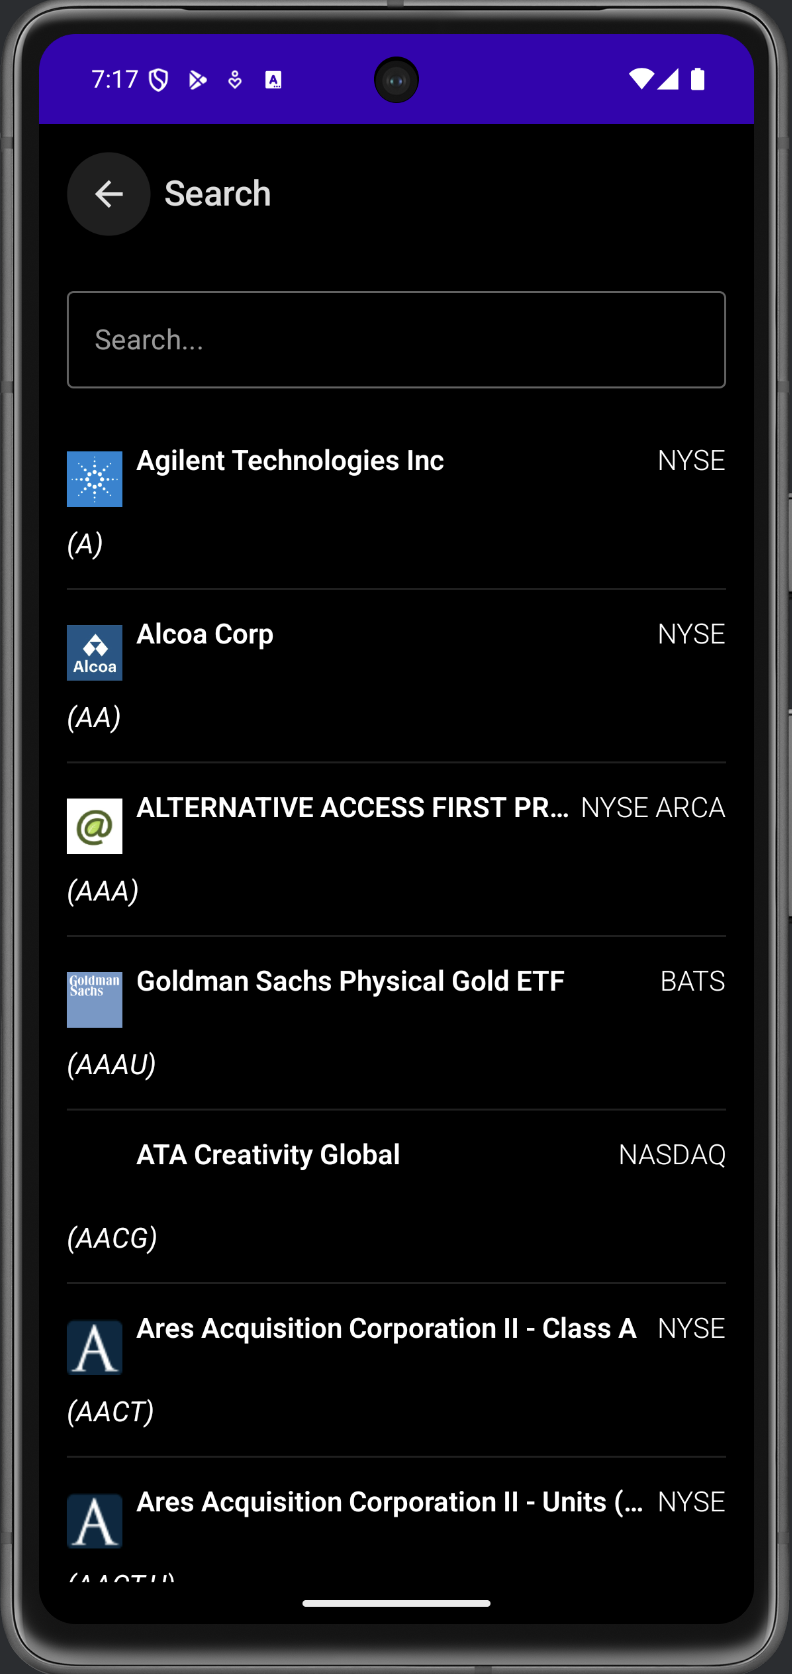 7:17
Search
Search...
Agilent Technologies Inc NYSE
(A)
Alcoa
Alcoa Corp NYSE
(AA)
ALTERNATIVE ACCESS FIRST PR... NYSE ARCA
(AAA)
Goldman
Sachs
Goldman Sachs Physical Gold ETF BATS
(AAAU)
ATA Creativity Global NASDAQ
(AACG)
A
Ares Acquisition Corporation II - Class A NYSE
(AACT)
A
Ares Acquisition Corporation II - Units (... NYSE